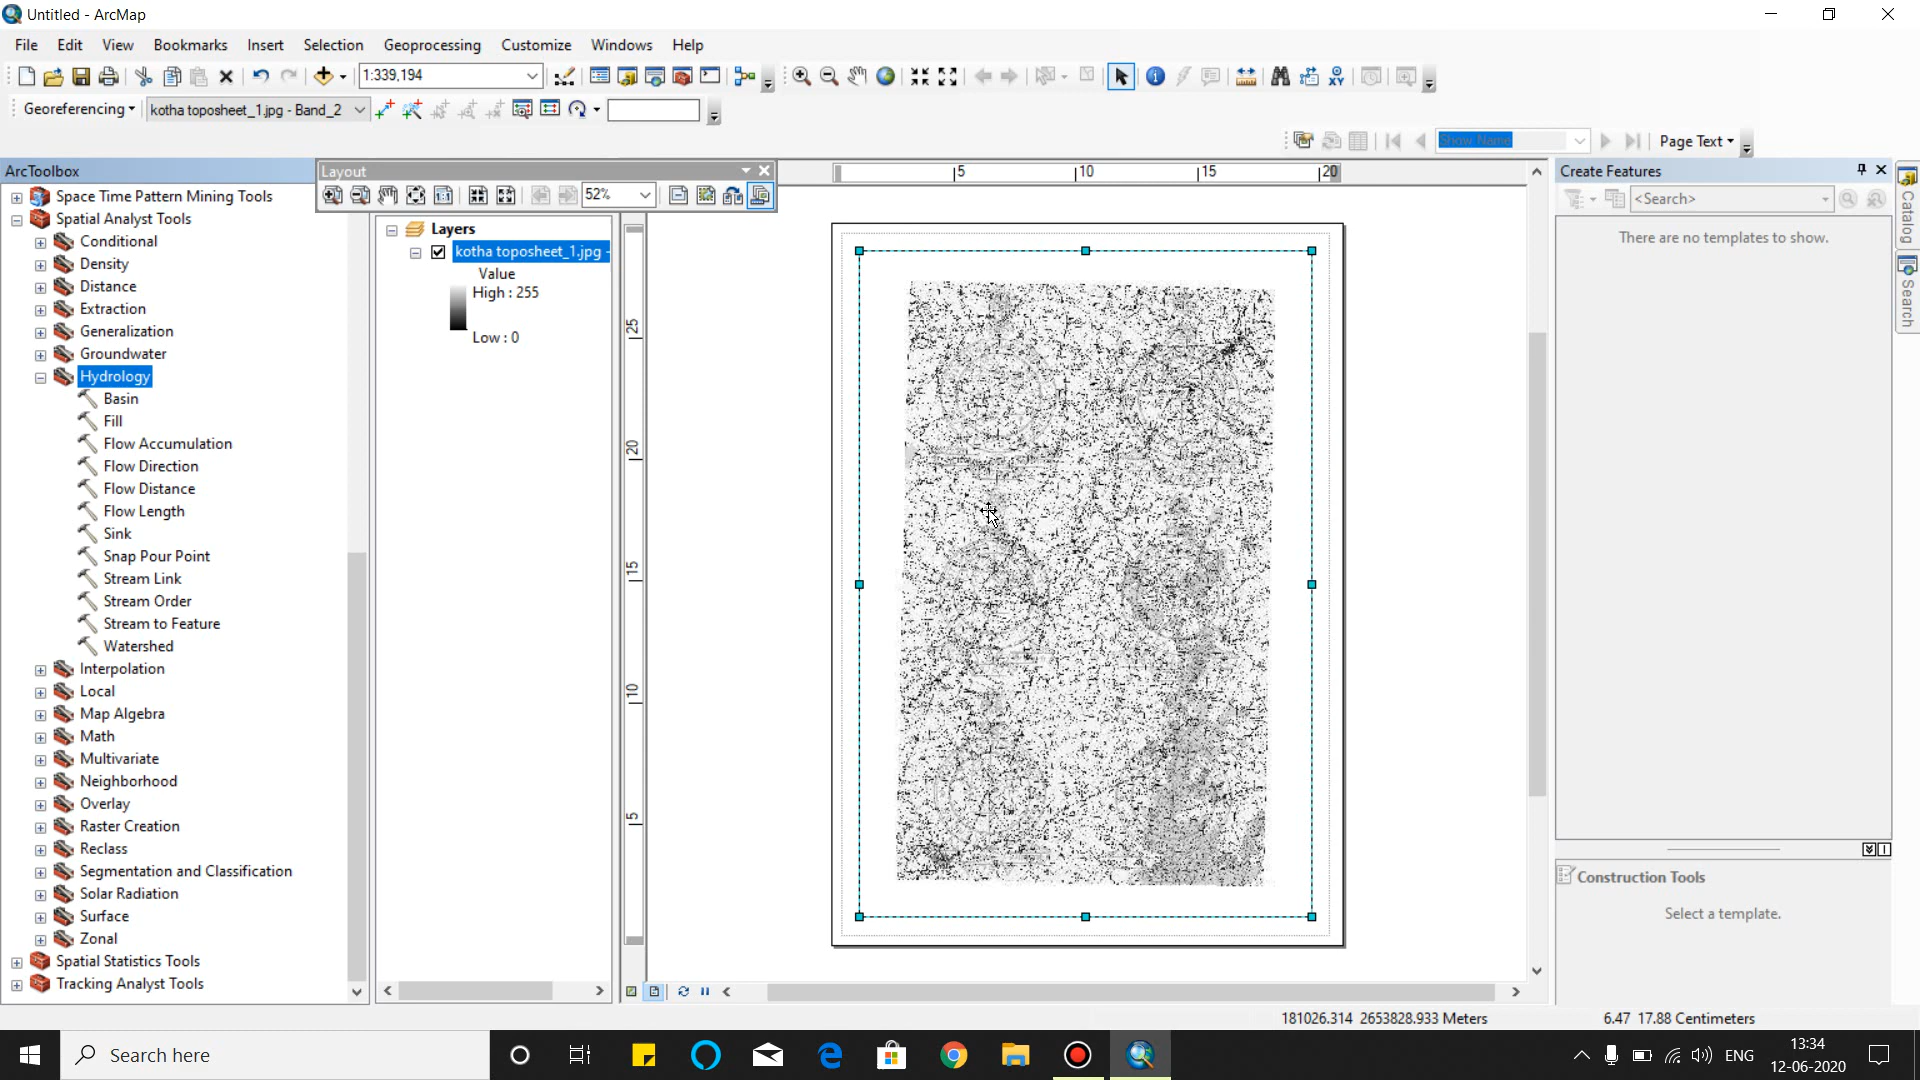 Untitled - ArcMap
File Edit View Bookmarks Insert Selection Geoprocessing Customize Windows Help
1:339,194
Georeferencing kotha toposheet_1.jpg - Band_2
Show Name Page Text
ArcToolbox
Space Time Pattern Mining Tools
Spatial Analyst Tools
Conditional
Density
Distance
Extraction
Generalization
Groundwater
Hydrology
Basin
Fill
Flow Accumulation
Flow Direction
Flow Distance
Flow Length
Sink
Snap Pour Point
Stream Link
Stream Order
Stream to Feature
Watershed
Interpolation
Local
Map Algebra
Math
Multivariate
Neighborhood
Overlay
Raster Creation
Reclass
Segmentation and Classification
Solar Radiation
Surface
Zonal
Spatial Statistics Tools
Tracking Analyst Tools
Layout
52%
Layers
kotha toposheet_1.jpg -
Value
High : 255
Low : 0
5 10 15 20
25
20
15
10
5
Create Features
<Search>
There are no templates to show.
Construction Tools
Select a template.
Catalog
Search
181026.314 2653828.933 Meters
6.47 17.88 Centimeters
Search here
ENG
13:34
12-06-2020